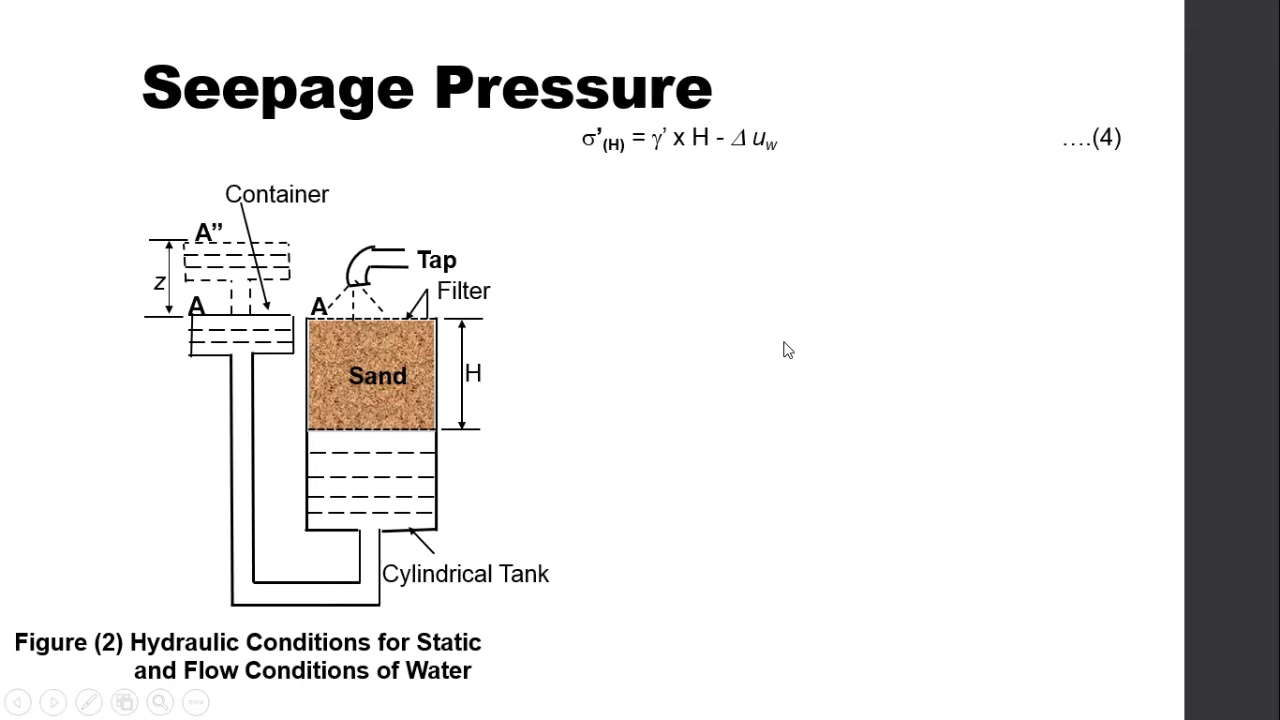 Seepage Pressure
σ’(H) = γ’ x H - Δ uw ….(4)
Container
A”
Tap
z
Filter
A
A
Sand
H
Cylindrical Tank
Figure (2) Hydraulic Conditions for Static
and Flow Conditions of Water